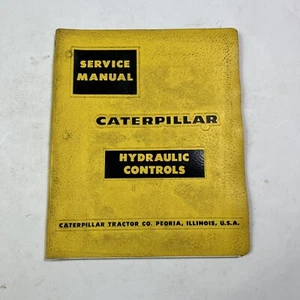 SERVICE
MANUAL
CATERPILLAR
HYDRAULIC
CONTROLS
CATERPILLAR TRACTOR CO. PEORIA, ILLINOIS, U.S.A.